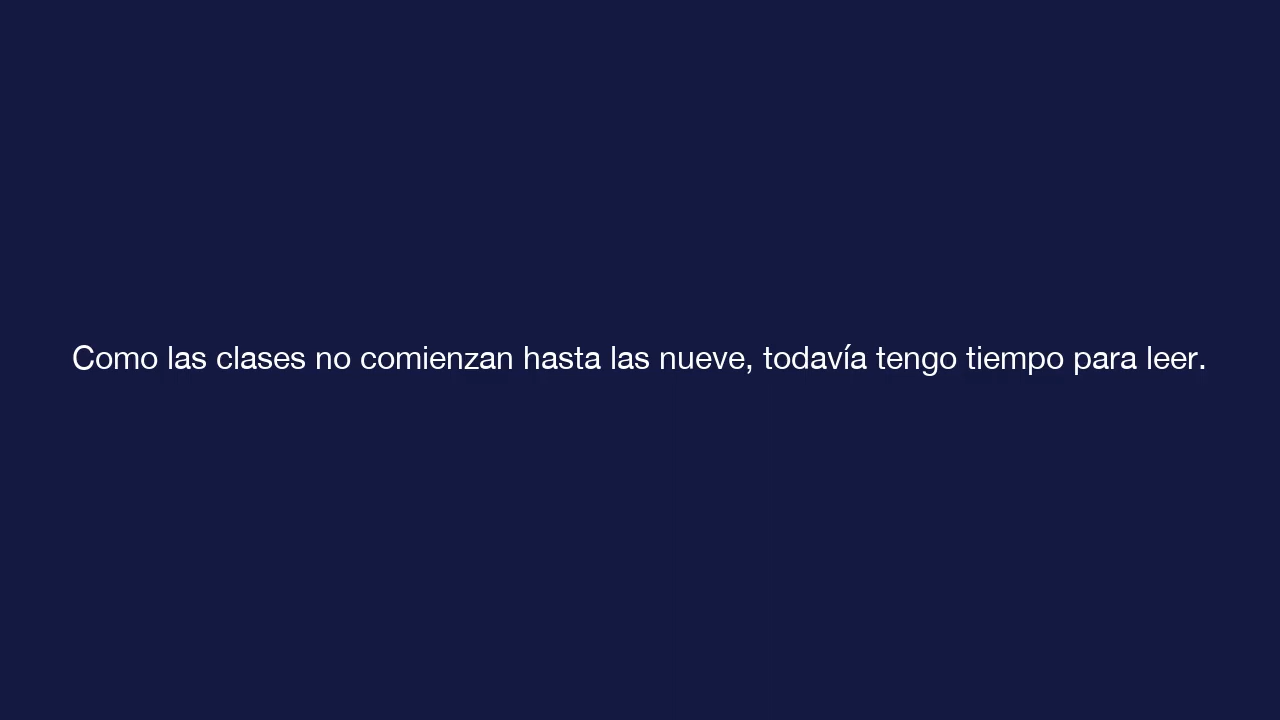 Como las clases no comienzan hasta las nueve, todavía tengo tiempo para leer.